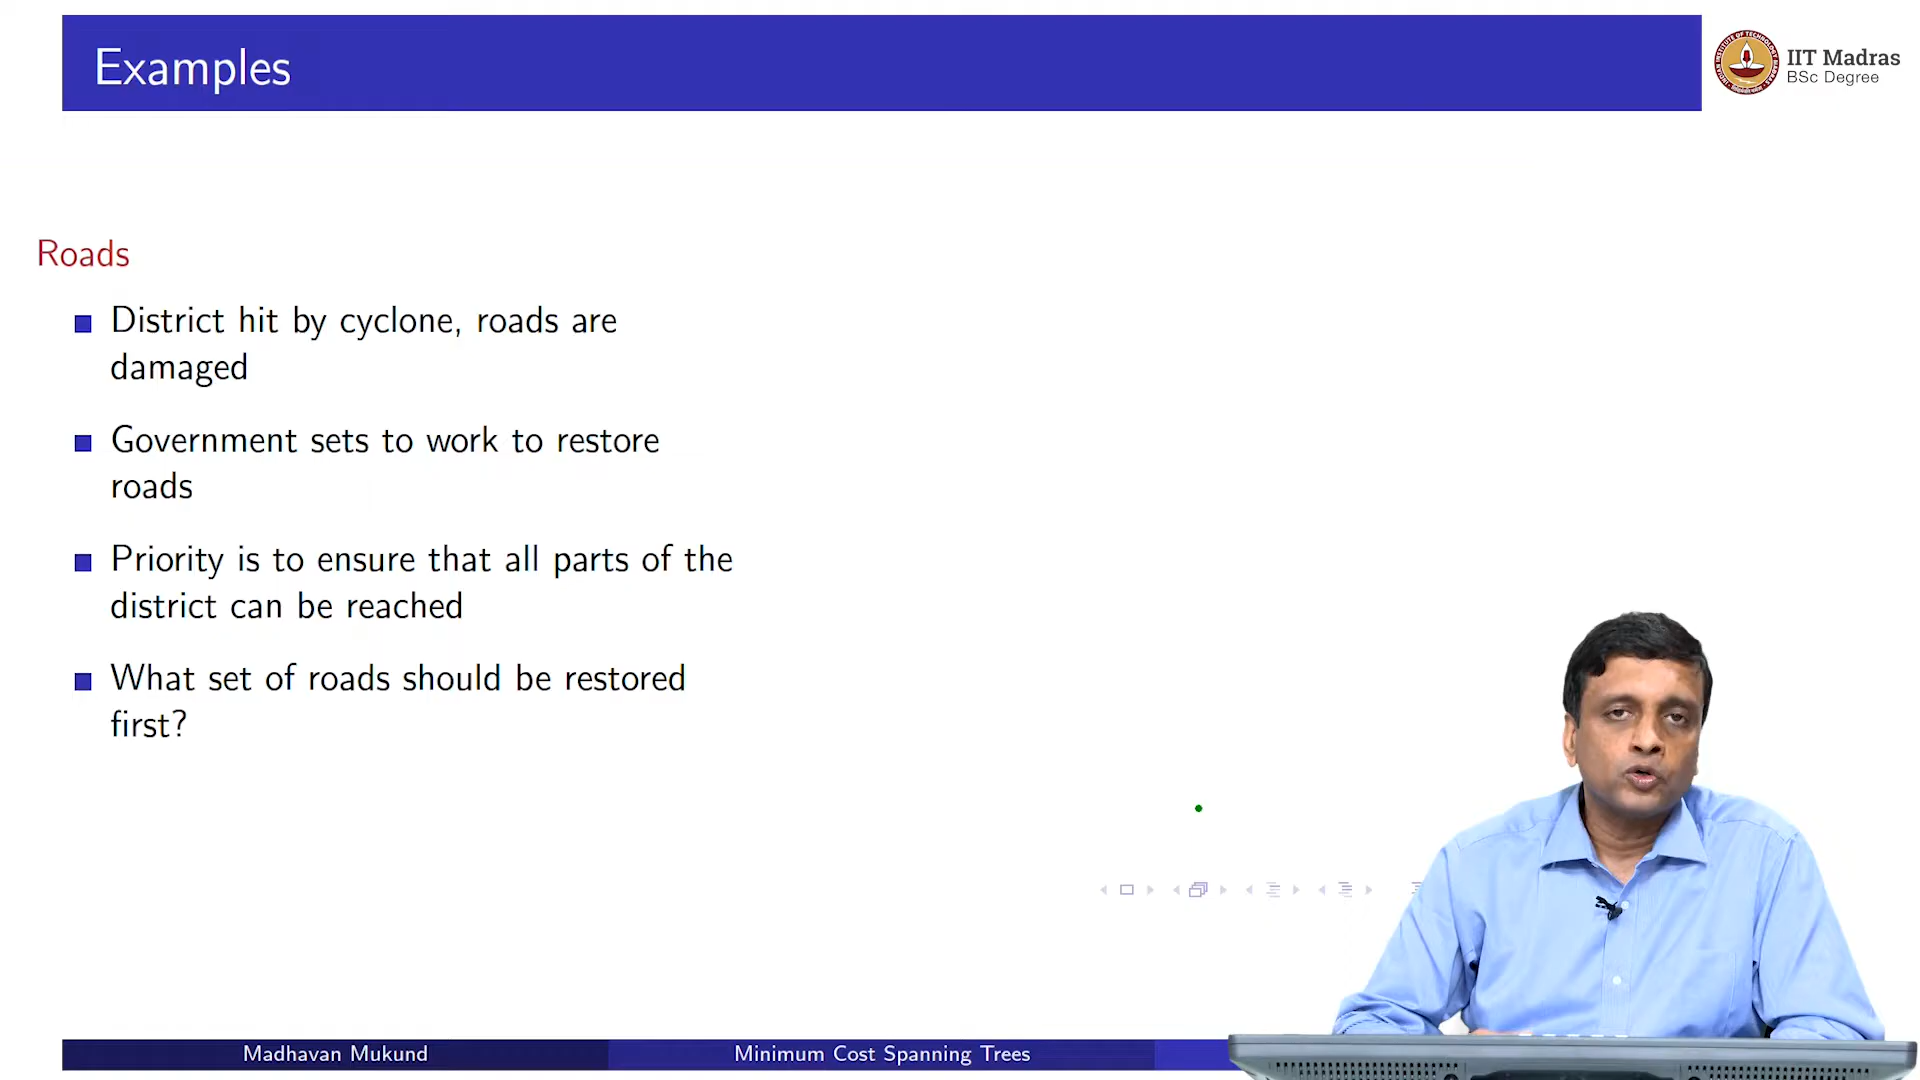 Examples
IIT Madras
BSc Degree
Roads
District hit by cyclone, roads are
damaged
Government sets to work to restore
roads
Priority is to ensure that all parts of the
district can be reached
What set of roads should be restored
first?
Madhavan Mukund
Minimum Cost Spanning Trees